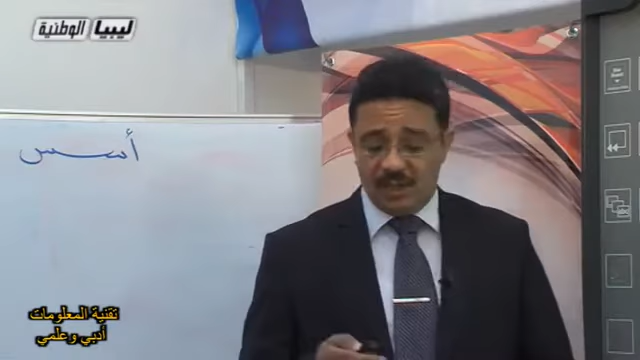 ليبيا الوطنية
أسس
تقنية المعلومات
أدبي وعلمي